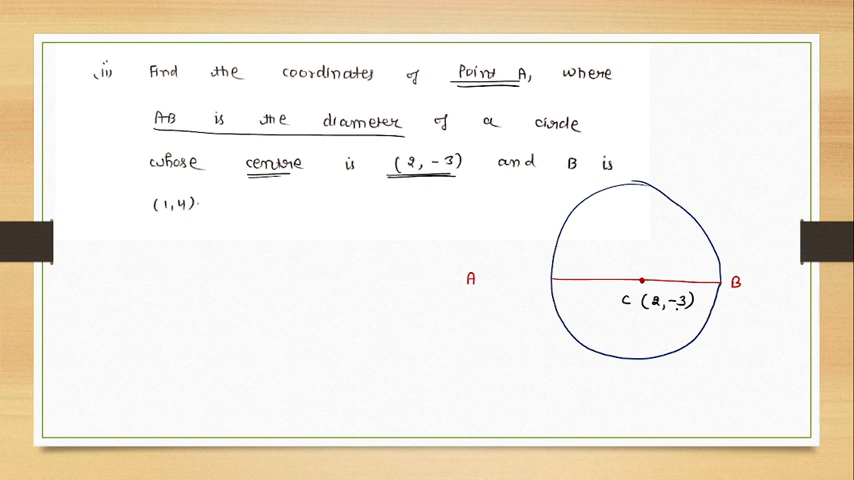 (ii) Find the coordinates of Point A, where
AB is the diameter of a circle
whose centre is (2, -3) and B is
(1,4).
A
B
C (2,-3)